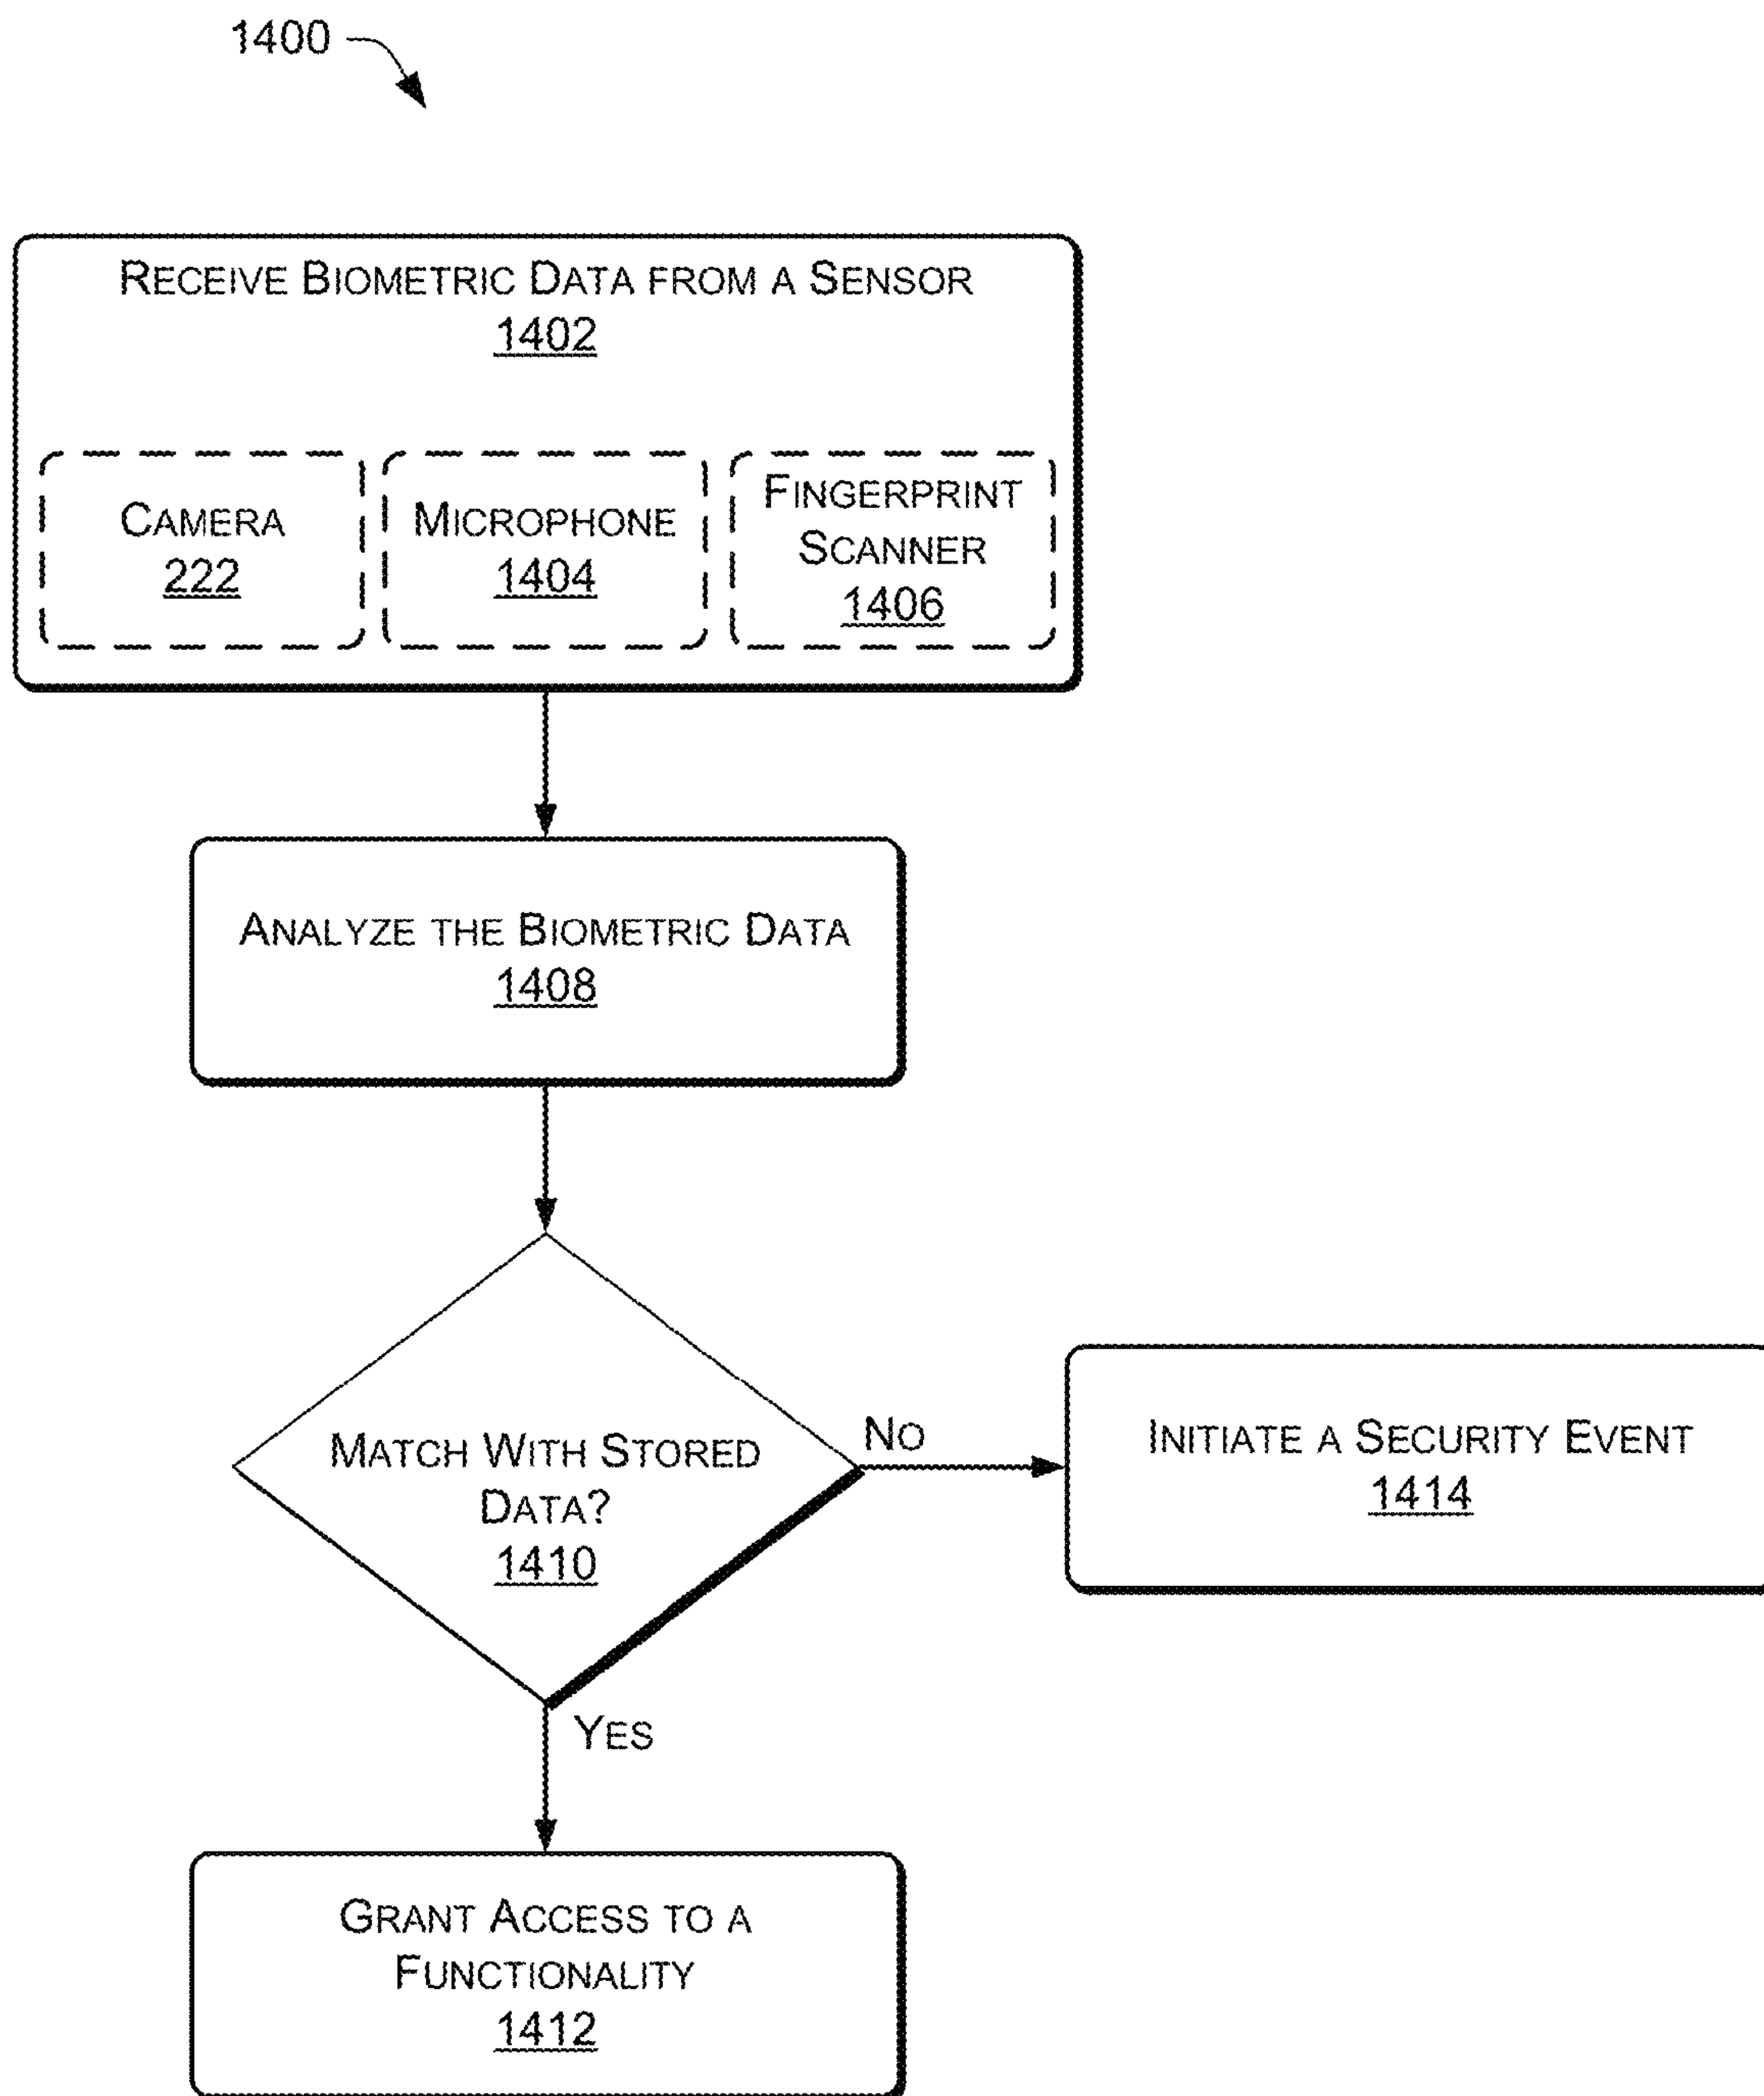 1400
RECEIVE BIOMETRIC DATA FROM A SENSOR
1402
CAMERA
222
MICROPHONE
1404
FINGERPRINT
SCANNER
1406
ANALYZE THE BIOMETRIC DATA
1408
MATCH WITH STORED
DATA?
1410
NO
INITIATE A SECURITY EVENT
1414
YES
GRANT ACCESS TO A
FUNCTIONALITY
1412